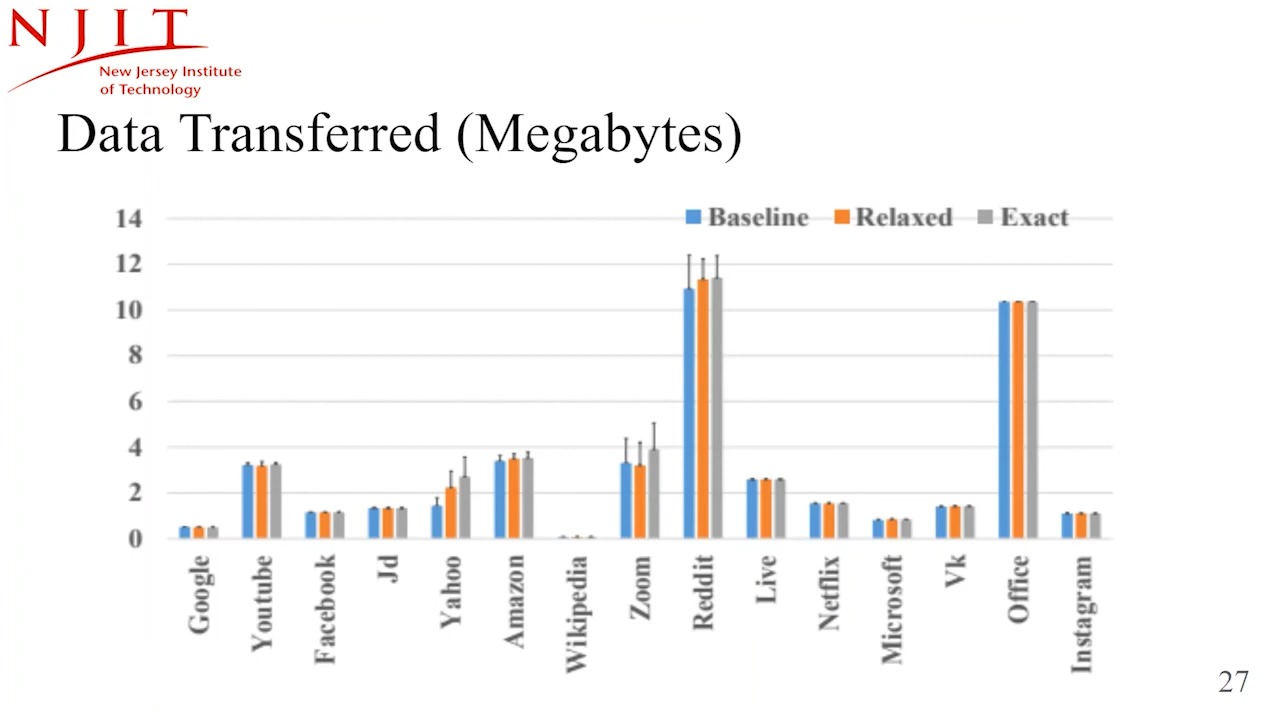 NJIT
New Jersey Institute
of Technology
Data Transferred (Megabytes)
Baseline Relaxed Exact
14
12
10
8
6
4
2
0
Google
Youtube
Facebook
Jd
Yahoo
Amazon
Wikipedia
Zoom
Reddit
Live
Netflix
Microsoft
Vk
Office
Instagram
27